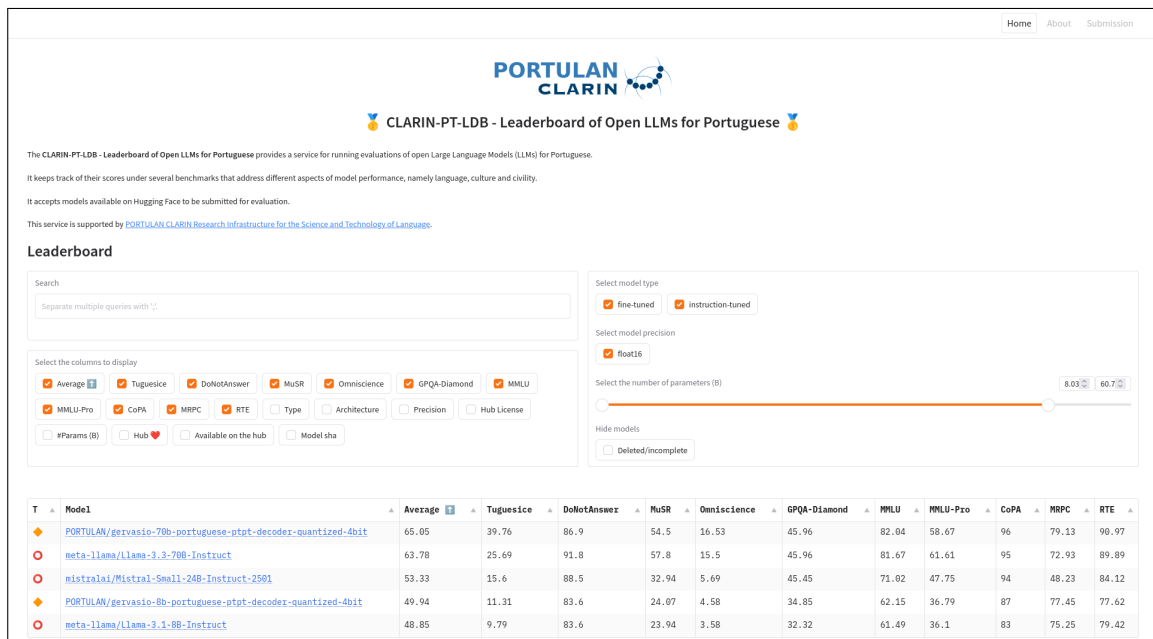 Home About Submission
PORTULAN
CLARIN
🏅 CLARIN-PT-LDB - Leaderboard of Open LLMs for Portuguese 🏅
The CLARIN-PT-LDB - Leaderboard of Open LLMs for Portuguese provides a service for running evaluations of open Large Language Models (LLMs) for Portuguese.
It keeps track of their scores under several benchmarks that address different aspects of model performance, namely language, culture and civility.
It accepts models available on Hugging Face to be submitted for evaluation.
This service is supported by PORTULAN CLARIN Research Infrastructure for the Science and Technology of Language.
Leaderboard
Search
Separate multiple queries with ';'.
Select the columns to display
Average ⬆️ Tuguesice DoNotAnswer MuSR Omniscience GPQA-Diamond MMLU
MMLU-Pro CoPA MRPC RTE Type Architecture Precision Hub License
#Params (B) Hub ❤️ Available on the hub Model sha
Select model type
fine-tuned instruction-tuned
Select model precision
float16
Select the number of parameters (B) 8.03 60.7
Hide models
Deleted/incomplete
T Model Average ⬆️ Tuguesice DoNotAnswer MuSR Omniscience GPQA-Diamond MMLU MMLU-Pro CoPA MRPC RTE
PORTULAN/gervasio-70b-portuguese-ptpt-decoder-quantized-4bit 65.05 39.76 86.9 54.5 16.53 45.96 82.04 58.67 96 79.13 90.97
meta-llama/Llama-3.3-70B-Instruct 63.78 25.69 91.8 57.8 15.5 45.96 81.67 61.61 95 72.93 89.89
mistralai/Mistral-Small-24B-Instruct-2501 53.33 15.6 88.5 32.94 5.69 45.45 71.02 47.75 94 48.23 84.12
PORTULAN/gervasio-8b-portuguese-ptpt-decoder-quantized-4bit 49.94 11.31 83.6 24.07 4.58 34.85 62.15 36.79 87 77.45 77.62
meta-llama/Llama-3.1-8B-Instruct 48.85 9.79 83.6 23.94 3.58 32.32 61.49 36.1 83 75.25 79.42